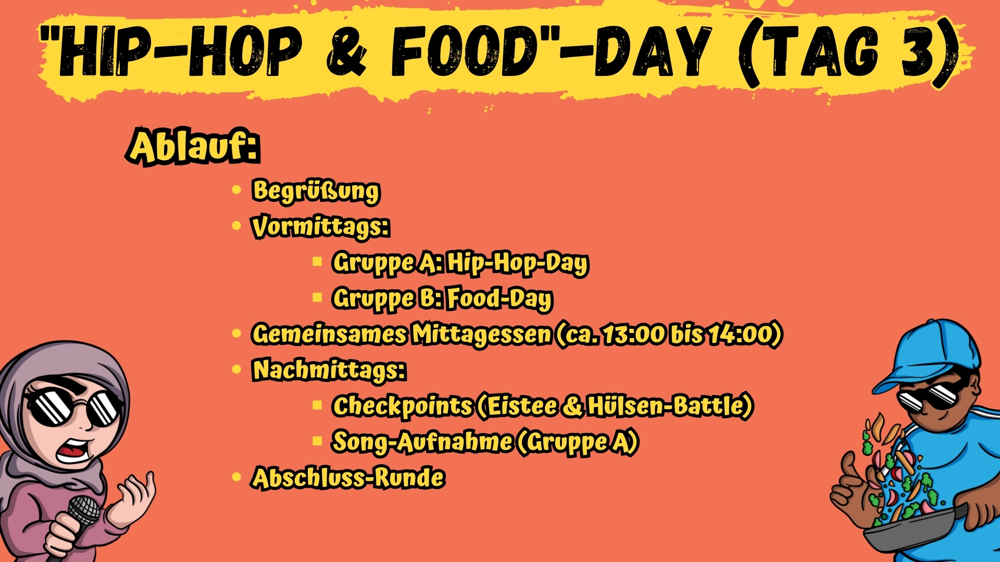 "HIP-HOP & FOOD"-DAY (TAG 3)
Ablauf:
• Begrüßung
• Vormittags:
▪ Gruppe A: Hip-Hop-Day
▪ Gruppe B: Food-Day
• Gemeinsames Mittagessen (ca. 13:00 bis 14:00)
• Nachmittags:
▪ Checkpoints (Eistee & Hülsen-Battle)
▪ Song-Aufnahme (Gruppe A)
• Abschluss-Runde